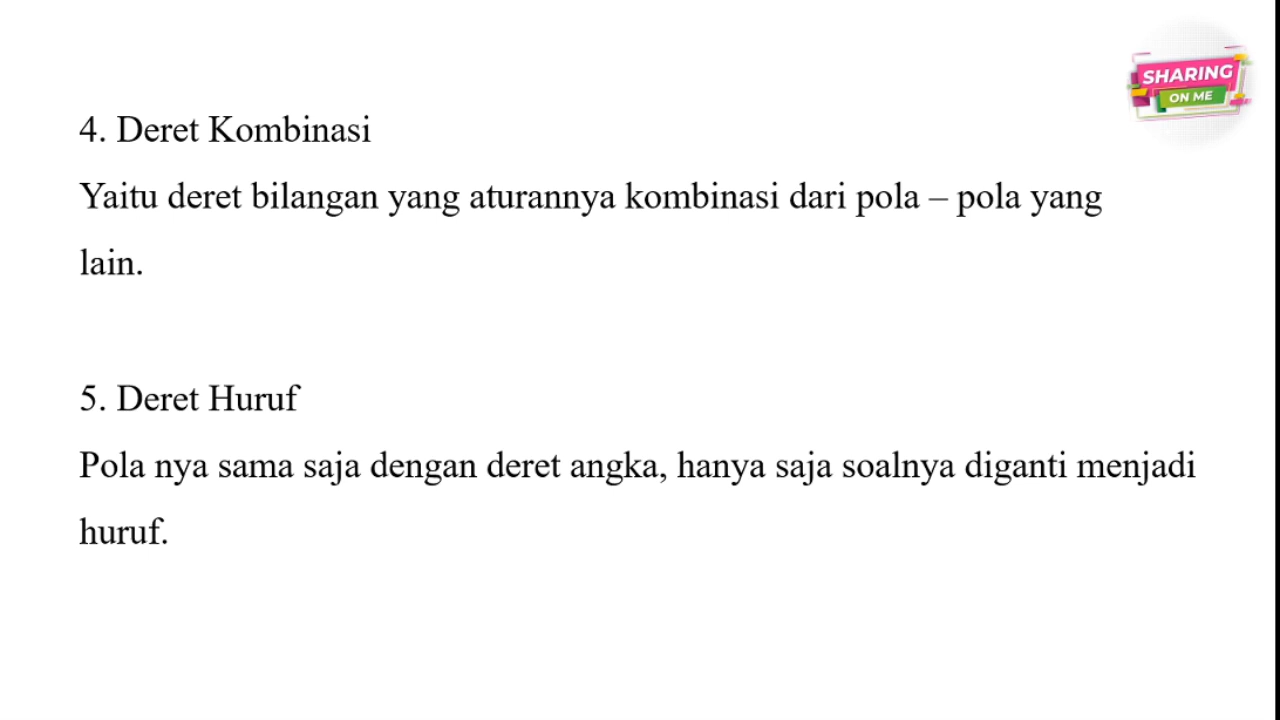 SHARING
ON ME
4. Deret Kombinasi
Yaitu deret bilangan yang aturannya kombinasi dari pola – pola yang
lain.
5. Deret Huruf
Pola nya sama saja dengan deret angka, hanya saja soalnya diganti menjadi
huruf.